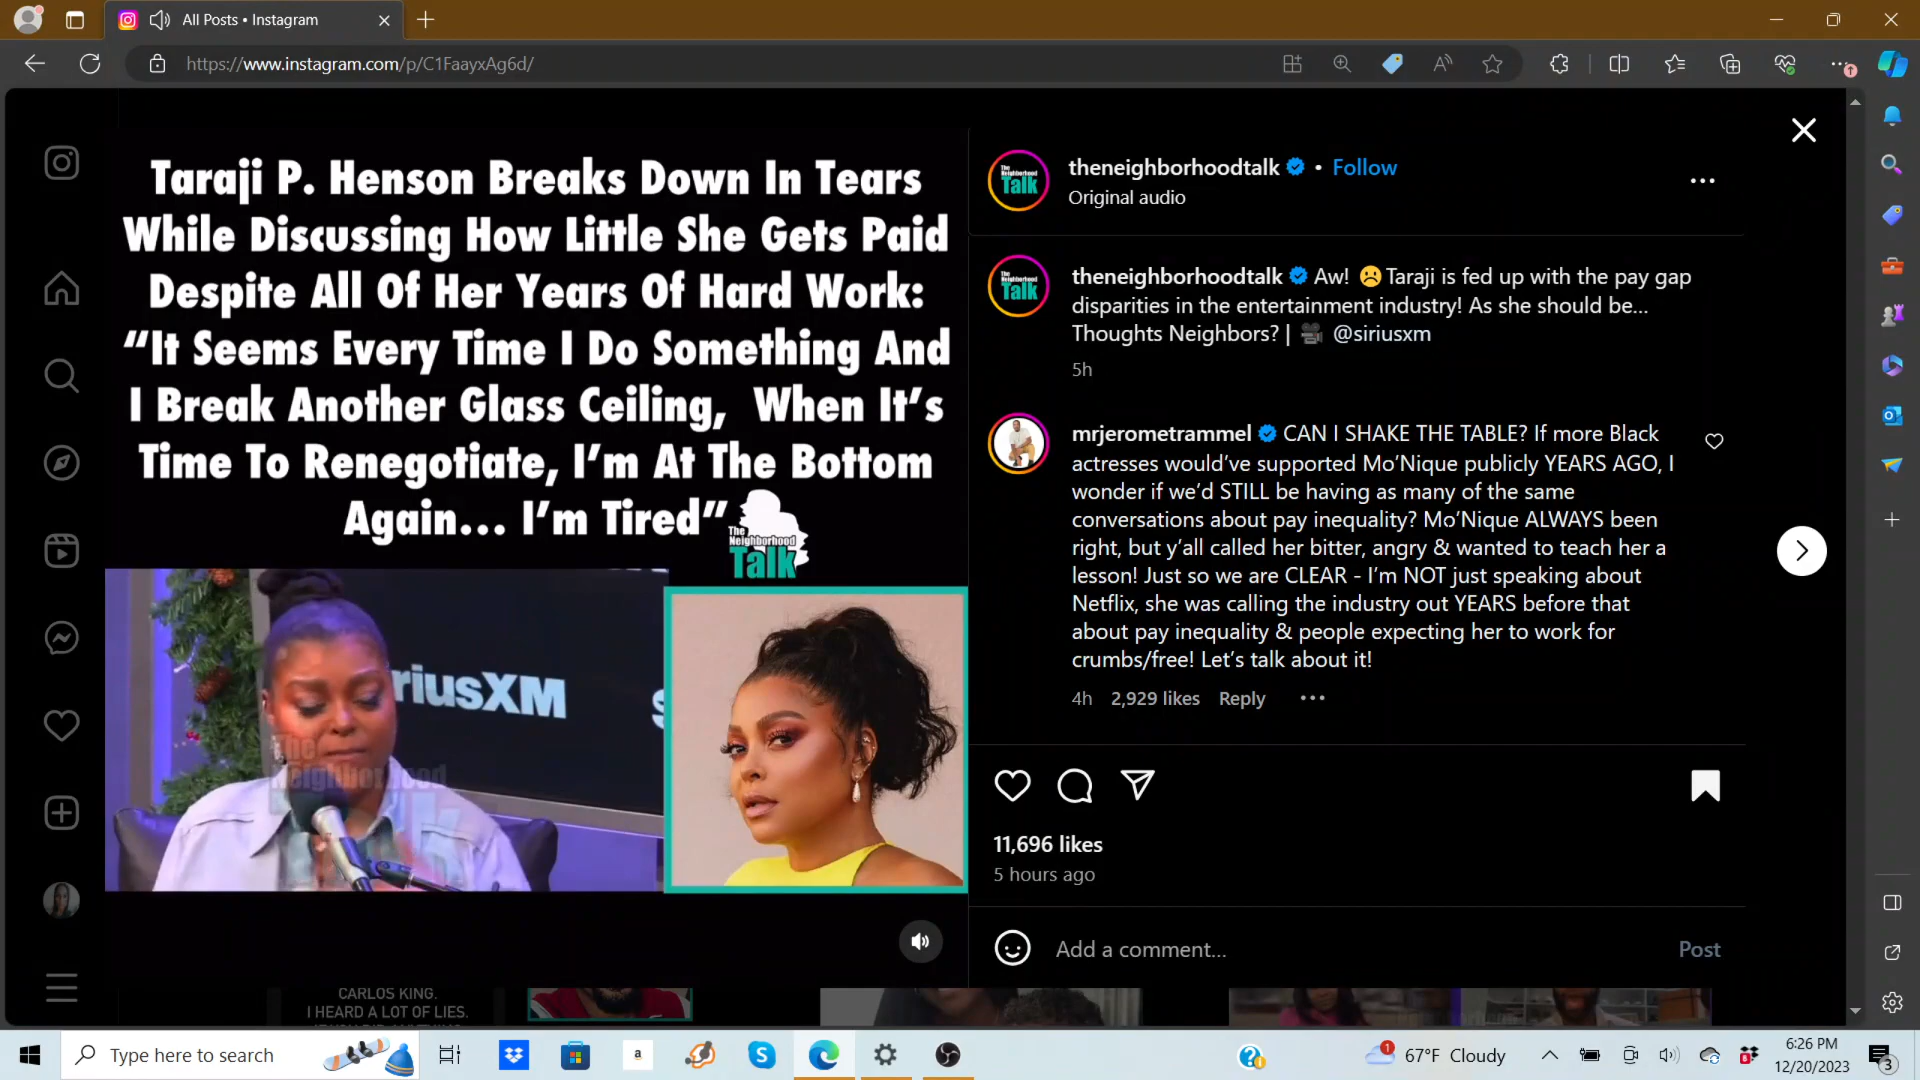 All Posts • Instagram
https://www.instagram.com/p/C1FaayxAg6d/
Taraji P. Henson Breaks Down In Tears
While Discussing How Little She Gets Paid
Despite All Of Her Years Of Hard Work:
“It Seems Every Time I Do Something And
I Break Another Glass Ceiling, When It’s
Time To Renegotiate, I’m At The Bottom
Again... I’m Tired”
The
Neighborhood
Talk
riusXM
s
The
Neighborhood
CARLOS KING.
I HEARD A LOT OF LIES.
The
Neighborhood
Talk
theneighborhoodtalk • Follow
Original audio
The
Neighborhood
Talk
theneighborhoodtalk Aw! ☹️Taraji is fed up with the pay gap
disparities in the entertainment industry! As she should be...
Thoughts Neighbors? | 🎥 @siriusxm
5h
mrjerometrammel CAN I SHAKE THE TABLE? If more Black
actresses would’ve supported Mo’Nique publicly YEARS AGO, I
wonder if we’d STILL be having as many of the same
conversations about pay inequality? Mo’Nique ALWAYS been
right, but y’all called her bitter, angry & wanted to teach her a
lesson! Just so we are CLEAR - I’m NOT just speaking about
Netflix, she was calling the industry out YEARS before that
about pay inequality & people expecting her to work for
crumbs/free! Let’s talk about it!
4h 2,929 likes Reply
11,696 likes
5 hours ago
Add a comment... Post
Type here to search
a
1
67°F Cloudy
6:26 PM
12/20/2023
3